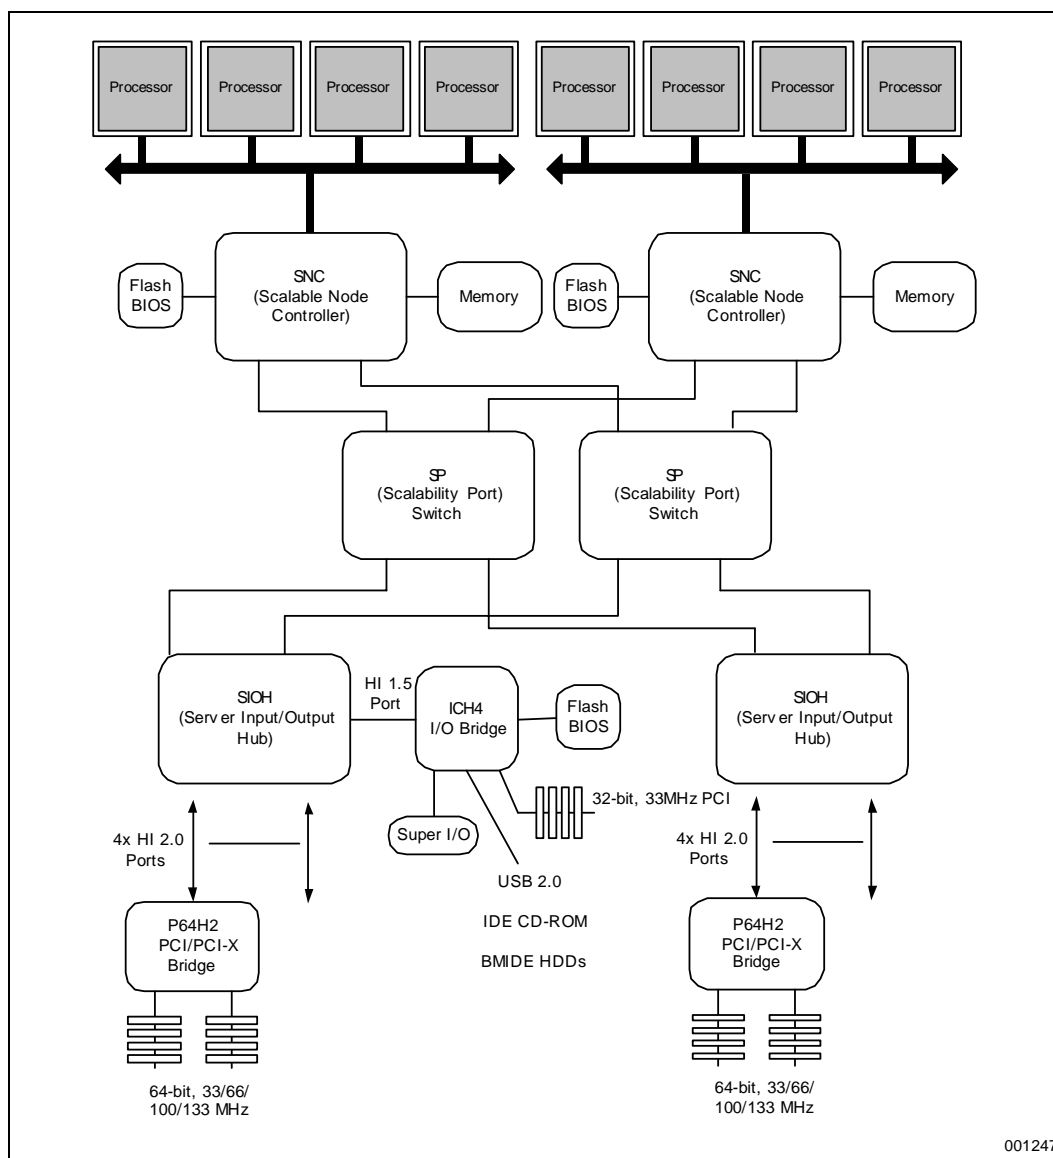 Processor
Processor
Processor
Processor
Processor
Processor
Processor
Processor
Flash
BIOS
SNC
(Scalable Node
Controller)
Memory
Flash
BIOS
SNC
(Scalable Node
Controller)
Memory
SP
(Scalability Port)
Switch
SP
(Scalability Port)
Switch
SIOH
(Server Input/Output
Hub)
HI 1.5
Port
ICH4
I/O Bridge
Flash
BIOS
SIOH
(Server Input/Output
Hub)
32-bit, 33MHz PCI
Super I/O
4x HI 2.0
Ports
4x HI 2.0
Ports
USB 2.0
IDE CD-ROM
BMIDE HDDs
P64H2
PCI/PCI-X
Bridge
P64H2
PCI/PCI-X
Bridge
64-bit, 33/66/
100/133 MHz
64-bit, 33/66/
100/133 MHz
001247